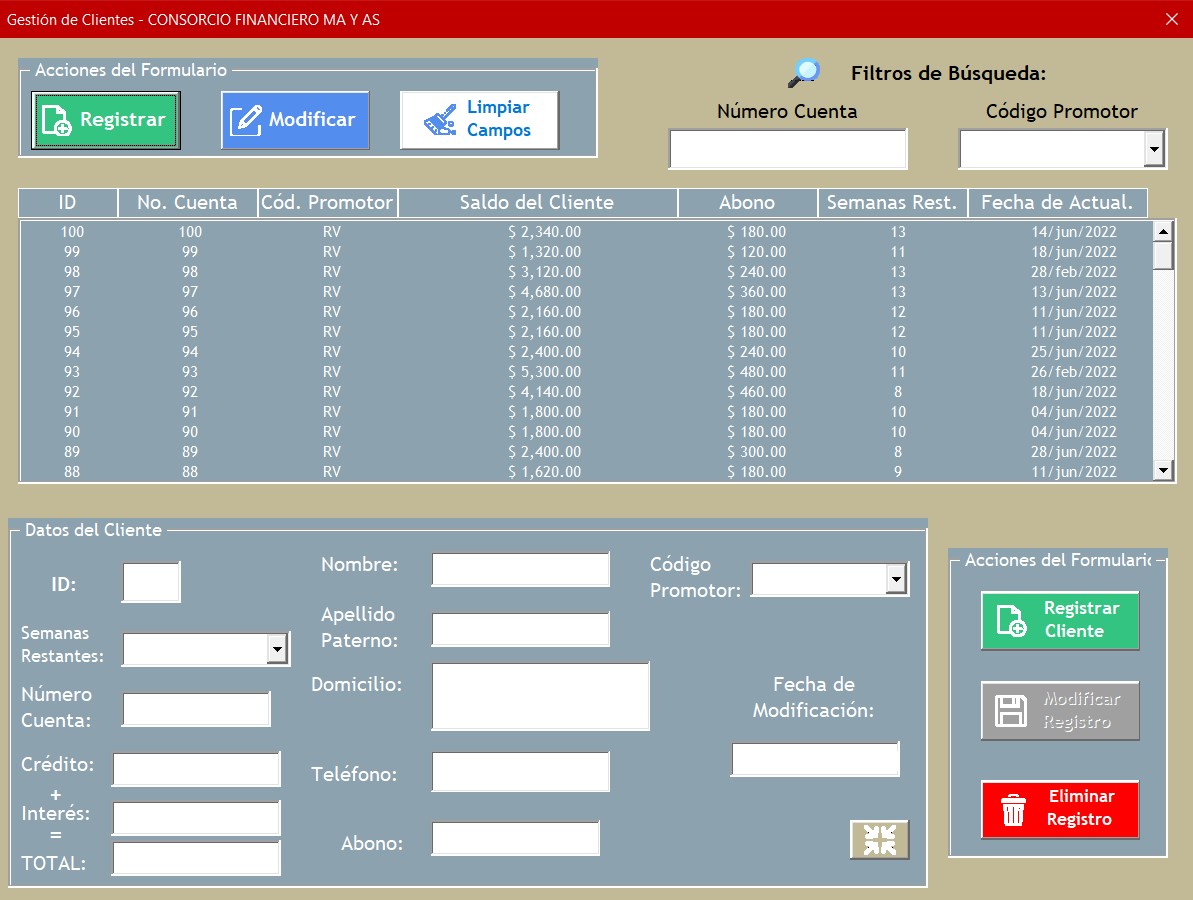 Gestión de Clientes - CONSORCIO FINANCIERO MA Y AS
Acciones del Formulario
Registrar
Modificar
Limpiar
Campos
Filtros de Búsqueda:
Número Cuenta
Código Promotor
ID No. Cuenta Cód. Promotor Saldo del Cliente Abono Semanas Rest. Fecha de Actual.
100 100 RV $ 2,340.00 $ 180.00 13 14/jun/2022
99 99 RV $ 1,320.00 $ 120.00 11 18/jun/2022
98 98 RV $ 3,120.00 $ 240.00 13 28/feb/2022
97 97 RV $ 4,680.00 $ 360.00 13 13/jun/2022
96 96 RV $ 2,160.00 $ 180.00 12 11/jun/2022
95 95 RV $ 2,160.00 $ 180.00 12 11/jun/2022
94 94 RV $ 2,400.00 $ 240.00 10 25/jun/2022
93 93 RV $ 5,300.00 $ 480.00 11 26/feb/2022
92 92 RV $ 4,140.00 $ 460.00 8 18/jun/2022
91 91 RV $ 1,800.00 $ 180.00 10 04/jun/2022
90 90 RV $ 1,800.00 $ 180.00 10 04/jun/2022
89 89 RV $ 2,400.00 $ 300.00 8 28/jun/2022
88 88 RV $ 1,620.00 $ 180.00 9 11/jun/2022
Datos del Cliente
ID:
Semanas
Restantes:
Número
Cuenta:
Crédito:
+
Interés:
=
TOTAL:
Nombre:
Apellido
Paterno:
Domicilio:
Teléfono:
Abono:
Código
Promotor:
Fecha de
Modificación:
Acciones del Formulario
Registrar
Cliente
Modificar
Registro
Eliminar
Registro